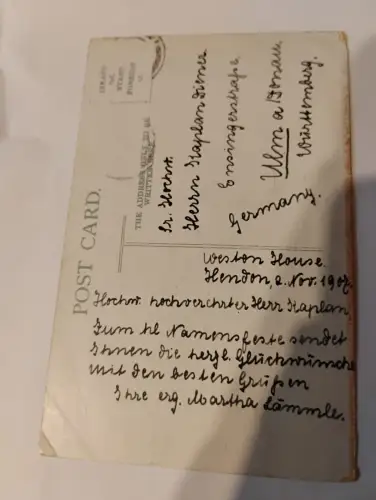 POST CARD.
THE ADDRESS ONLY TO BE
WRITTEN HERE
Sr. Hochw.
Herrn Kaplan Diener
Ensingerstraße
Ulm a Donau
Württemberg.
Germany.
Weston House.
Hendon, 2. Nov. 1907.
Hochw. hochverehrter Herr Kaplan,
Zum hl Namensfeste sendet
Ihnen die herzl. Glückwünsche
mit den besten Grüßen
Ihre erg. Martha Lämmle.